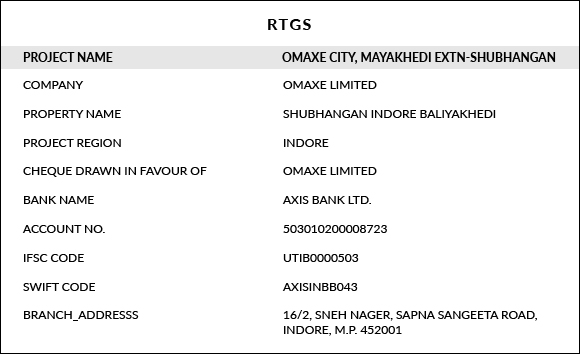 RTGS
PROJECT NAME OMAXE CITY, MAYAKHEDI EXTN-SHUBHANGAN
COMPANY OMAXE LIMITED
PROPERTY NAME SHUBHANGAN INDORE BALIYAKHEDI
PROJECT REGION INDORE
CHEQUE DRAWN IN FAVOUR OF OMAXE LIMITED
BANK NAME AXIS BANK LTD.
ACCOUNT NO. 503010200008723
IFSC CODE UTIB0000503
SWIFT CODE AXISINBB043
BRANCH_ADDRESSS 16/2, SNEH NAGER, SAPNA SANGEETA ROAD,
INDORE, M.P. 452001